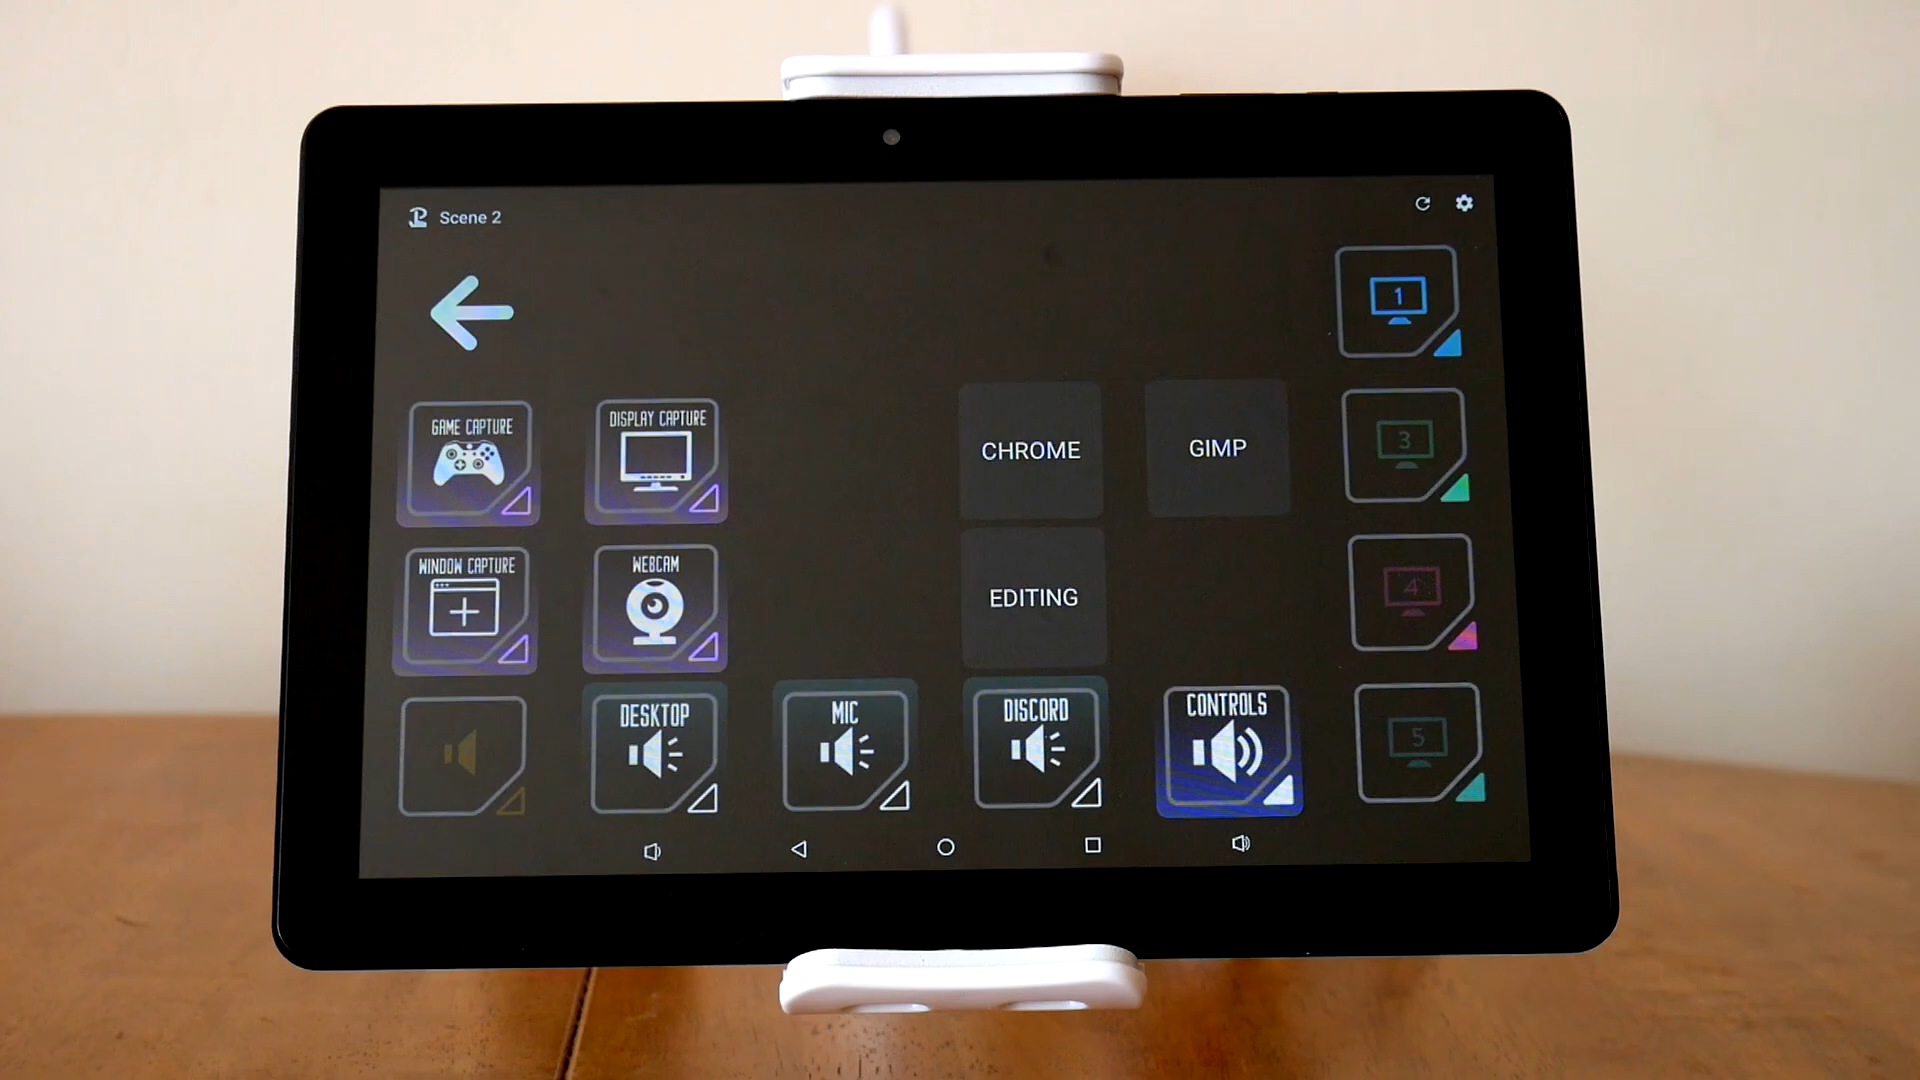 Scene 2
1
GAME CAPTURE
DISPLAY CAPTURE
CHROME
GIMP
3
WINDOW CAPTURE
WEBCAM
EDITING
4
DESKTOP
MIC
DISCORD
CONTROLS
5